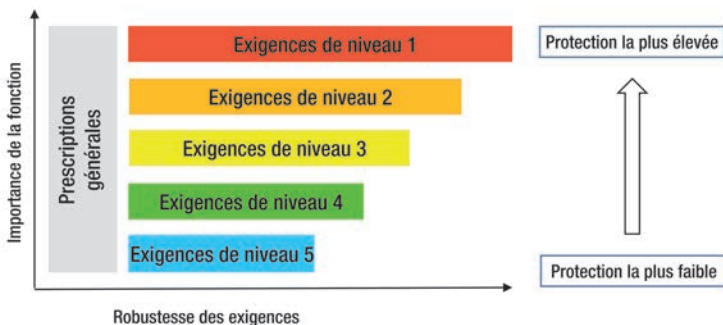 Importance de la fonction
Prescriptions
générales
Exigences de niveau 1
Exigences de niveau 2
Exigences de niveau 3
Exigences de niveau 4
Exigences de niveau 5
Robustesse des exigences
Protection la plus élevée
Protection la plus faible